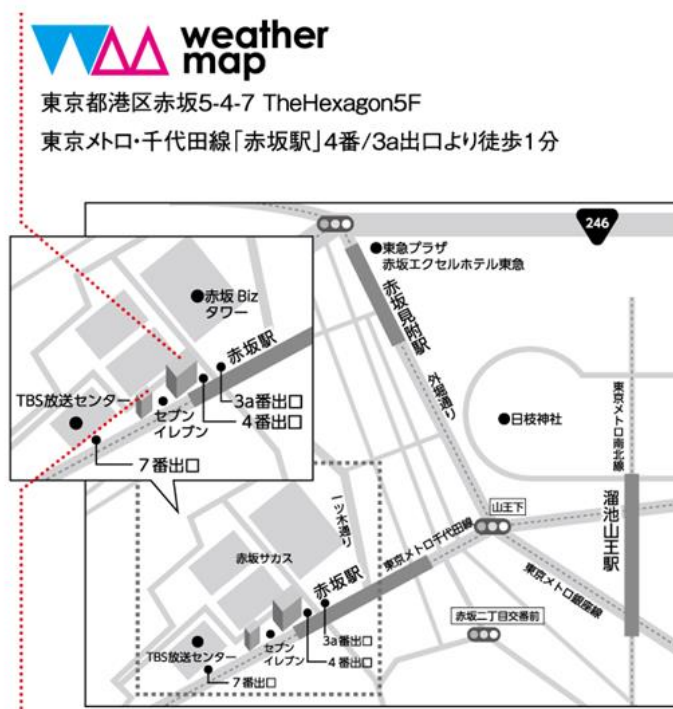 weather
map
東京都港区赤坂5-4-7 TheHexagon5F
東京メトロ・千代田線「赤坂駅」4番/3a出口より徒歩1分
246
東急プラザ
赤坂エクセルホテル東急
赤坂見附駅
外堀通り
日枝神社
東京メトロ南北線
溜池山王駅
山王下
東京メトロ銀座線
赤坂二丁目交番前
赤坂 Biz
タワー
赤坂駅
3a番出口
4番出口
セブン
イレブン
TBS放送センター
7番出口
一ツ木通り
赤坂サカス
東京メトロ千代田線
赤坂駅
3a番出口
4番出口
セブン
イレブン
TBS放送センター
7番出口